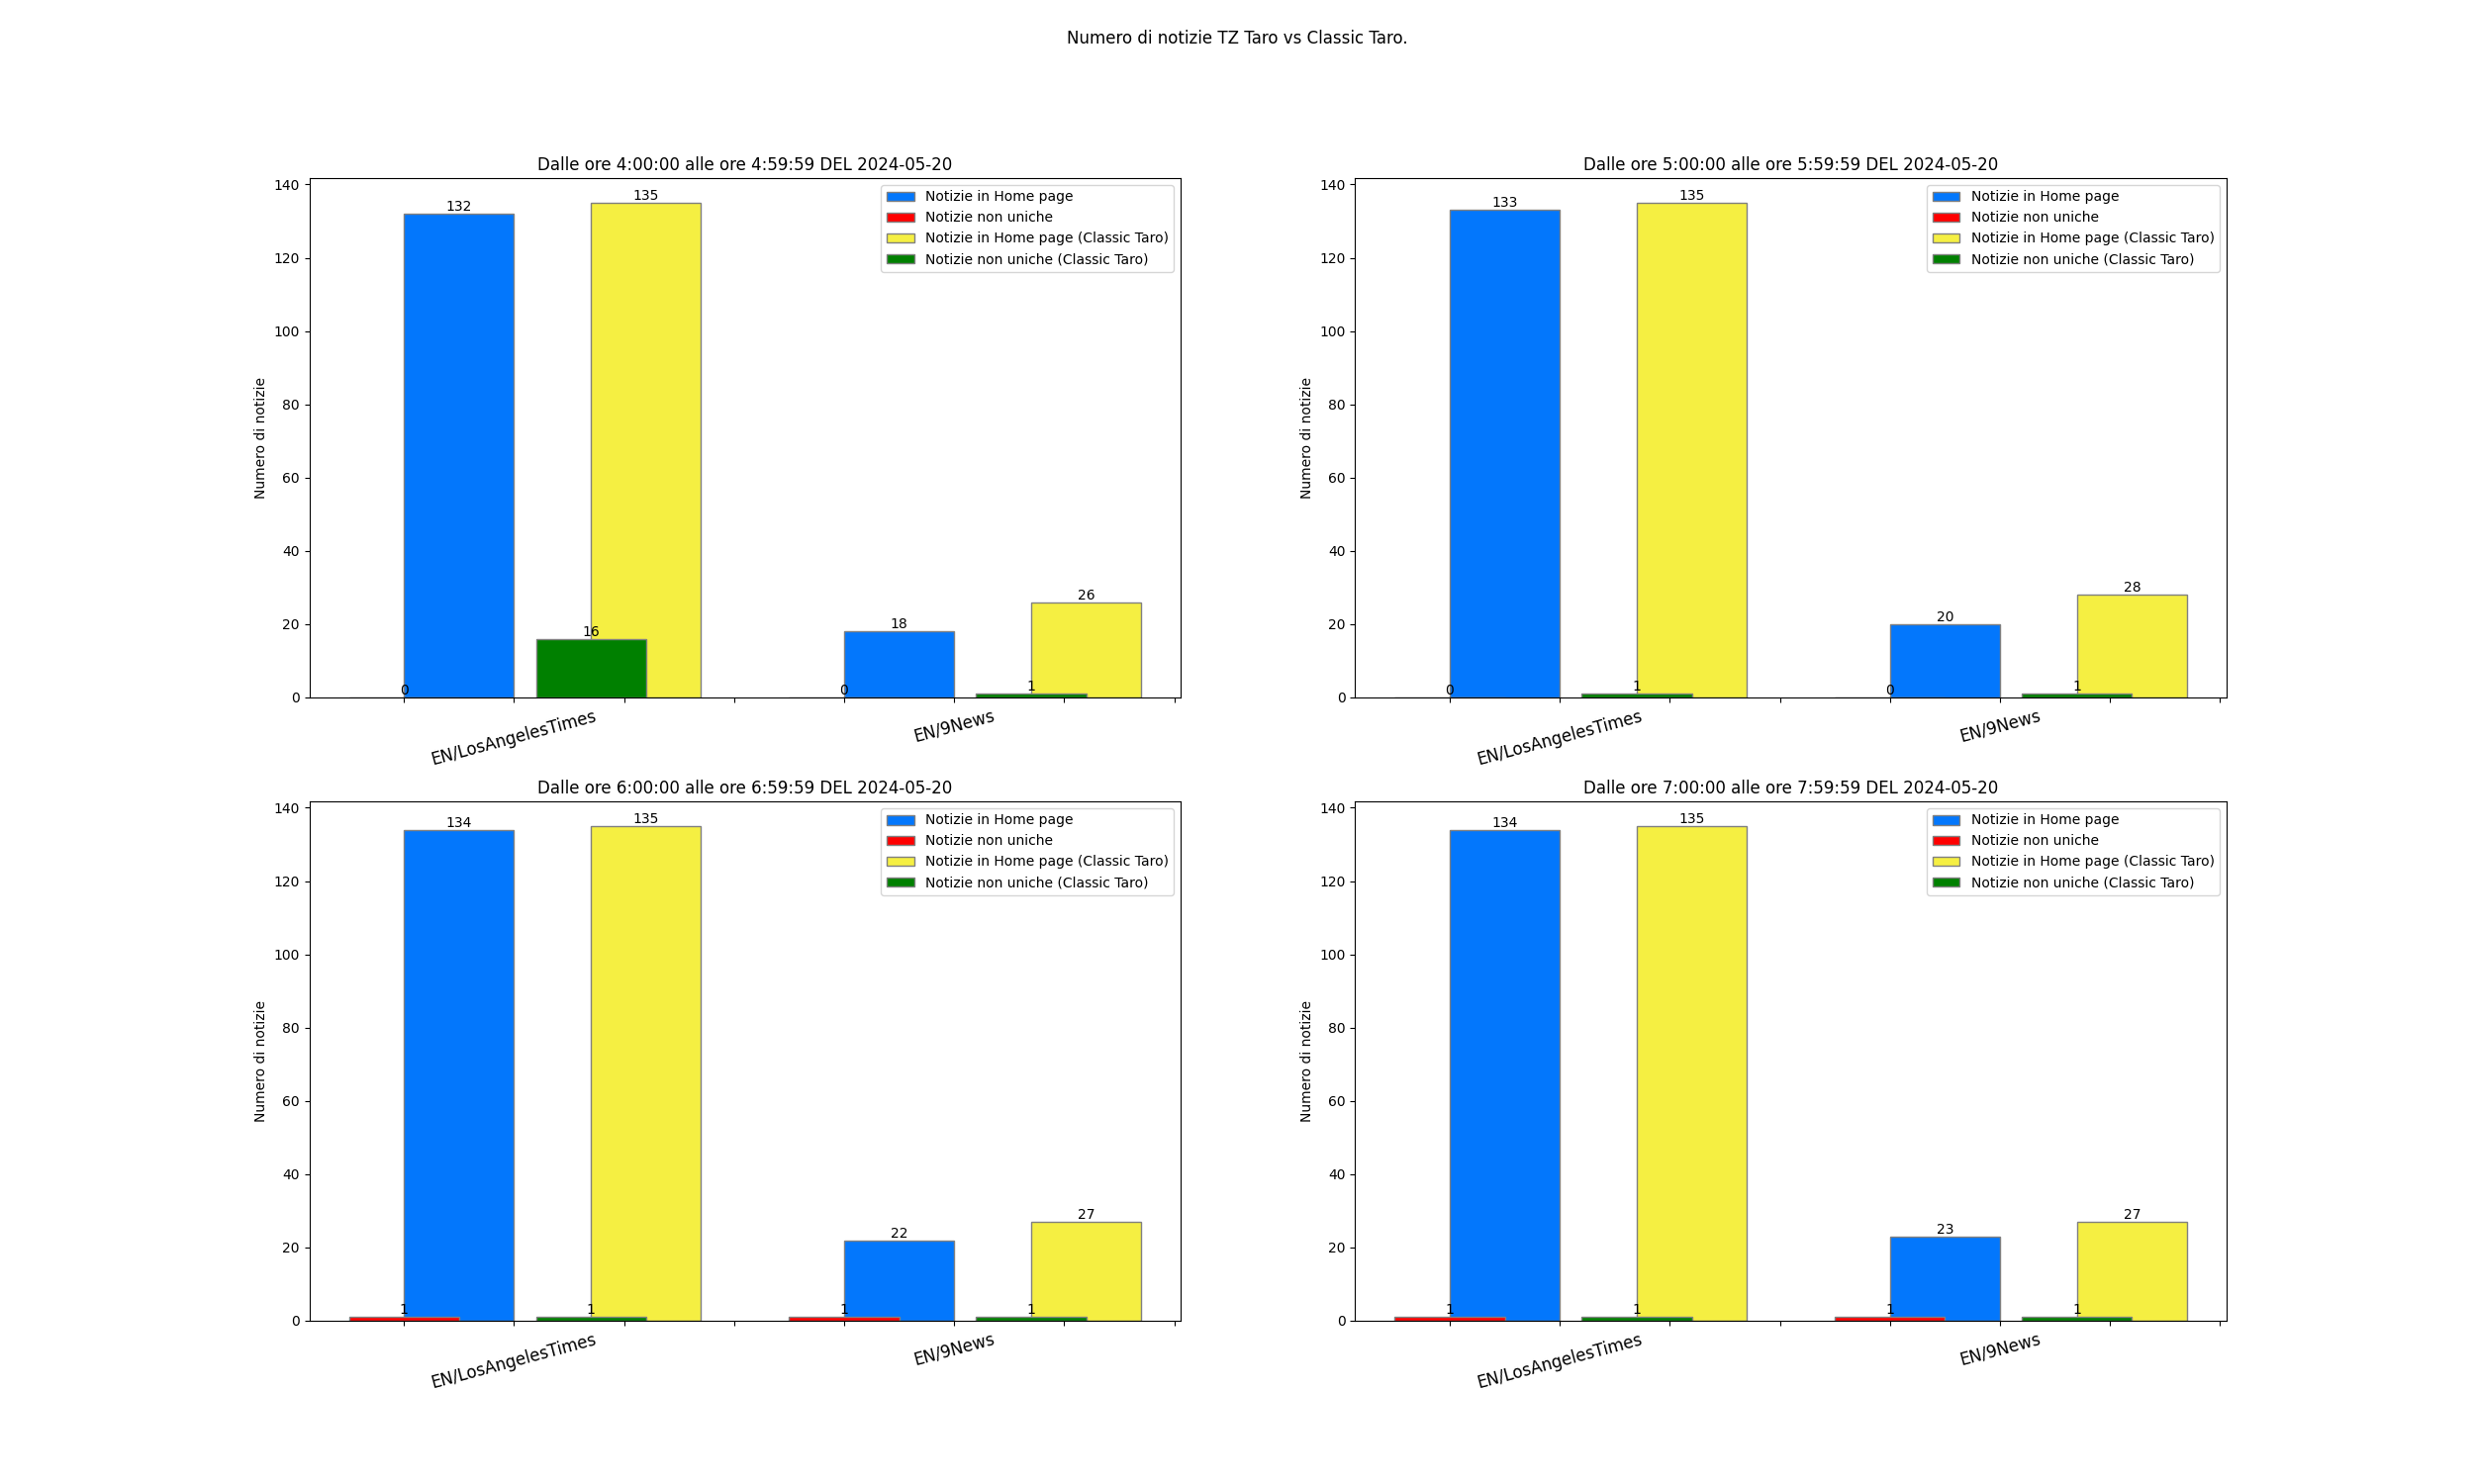 Numero di notizie TZ Taro vs Classic Taro.
Dalle ore 4:00:00 alle ore 4:59:59 DEL 2024-05-20
Numero di notizie
140
120
100
80
60
40
20
0
132
135
16
0
18
26
0
1
Notizie in Home page
Notizie non uniche
Notizie in Home page (Classic Taro)
Notizie non uniche (Classic Taro)
EN/LosAngelesTimes
EN/9News
Dalle ore 5:00:00 alle ore 5:59:59 DEL 2024-05-20
Numero di notizie
140
120
100
80
60
40
20
0
133
135
0
1
20
28
0
1
Notizie in Home page
Notizie non uniche
Notizie in Home page (Classic Taro)
Notizie non uniche (Classic Taro)
EN/LosAngelesTimes
EN/9News
Dalle ore 6:00:00 alle ore 6:59:59 DEL 2024-05-20
Numero di notizie
140
120
100
80
60
40
20
0
134
135
1
1
22
27
1
1
Notizie in Home page
Notizie non uniche
Notizie in Home page (Classic Taro)
Notizie non uniche (Classic Taro)
EN/LosAngelesTimes
EN/9News
Dalle ore 7:00:00 alle ore 7:59:59 DEL 2024-05-20
Numero di notizie
140
120
100
80
60
40
20
0
134
135
1
1
23
27
1
1
Notizie in Home page
Notizie non uniche
Notizie in Home page (Classic Taro)
Notizie non uniche (Classic Taro)
EN/LosAngelesTimes
EN/9News